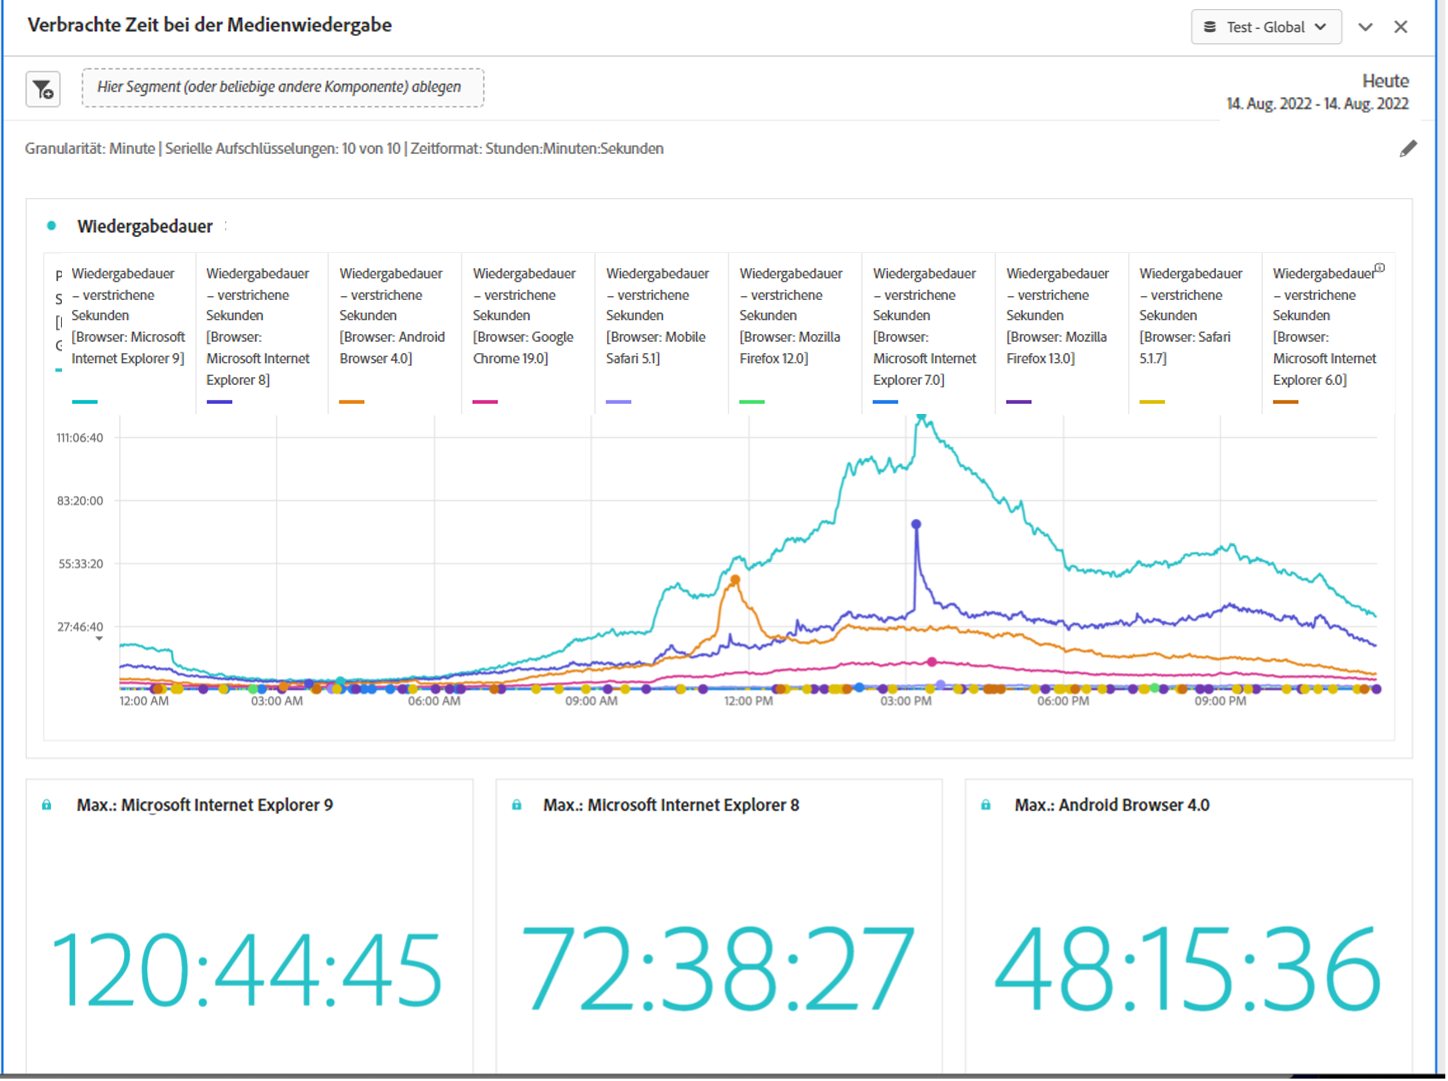 Verbrachte Zeit bei der Medienwiedergabe
Test - Global
Hier Segment (oder beliebige andere Komponente) ablegen
Heute
14. Aug. 2022 - 14. Aug. 2022
Granularität: Minute | Serielle Aufschlüsselungen: 10 von 10 | Zeitformat: Stunden:Minuten:Sekunden
Wiedergabedauer
Wiedergabedauer
– verstrichene
Sekunden
[Browser: Microsoft
Internet Explorer 9]
Wiedergabedauer
– verstrichene
Sekunden
[Browser:
Microsoft Internet
Explorer 8]
Wiedergabedauer
– verstrichene
Sekunden
[Browser: Android
Browser 4.0]
Wiedergabedauer
– verstrichene
Sekunden
[Browser: Google
Chrome 19.0]
Wiedergabedauer
– verstrichene
Sekunden
[Browser: Mobile
Safari 5.1]
Wiedergabedauer
– verstrichene
Sekunden
[Browser: Mozilla
Firefox 12.0]
Wiedergabedauer
– verstrichene
Sekunden
[Browser:
Microsoft Internet
Explorer 7.0]
Wiedergabedauer
– verstrichene
Sekunden
[Browser: Mozilla
Firefox 13.0]
Wiedergabedauer
– verstrichene
Sekunden
[Browser: Safari
5.1.7]
Wiedergabedauer
– verstrichene
Sekunden
[Browser:
Microsoft Internet
Explorer 6.0]
111:06:40
83:20:00
55:33:20
27:46:40
12:00 AM 03:00 AM 06:00 AM 09:00 AM 12:00 PM 03:00 PM 06:00 PM 09:00 PM
Max.: Microsoft Internet Explorer 9
120:44:45
Max.: Microsoft Internet Explorer 8
72:38:27
Max.: Android Browser 4.0
48:15:36